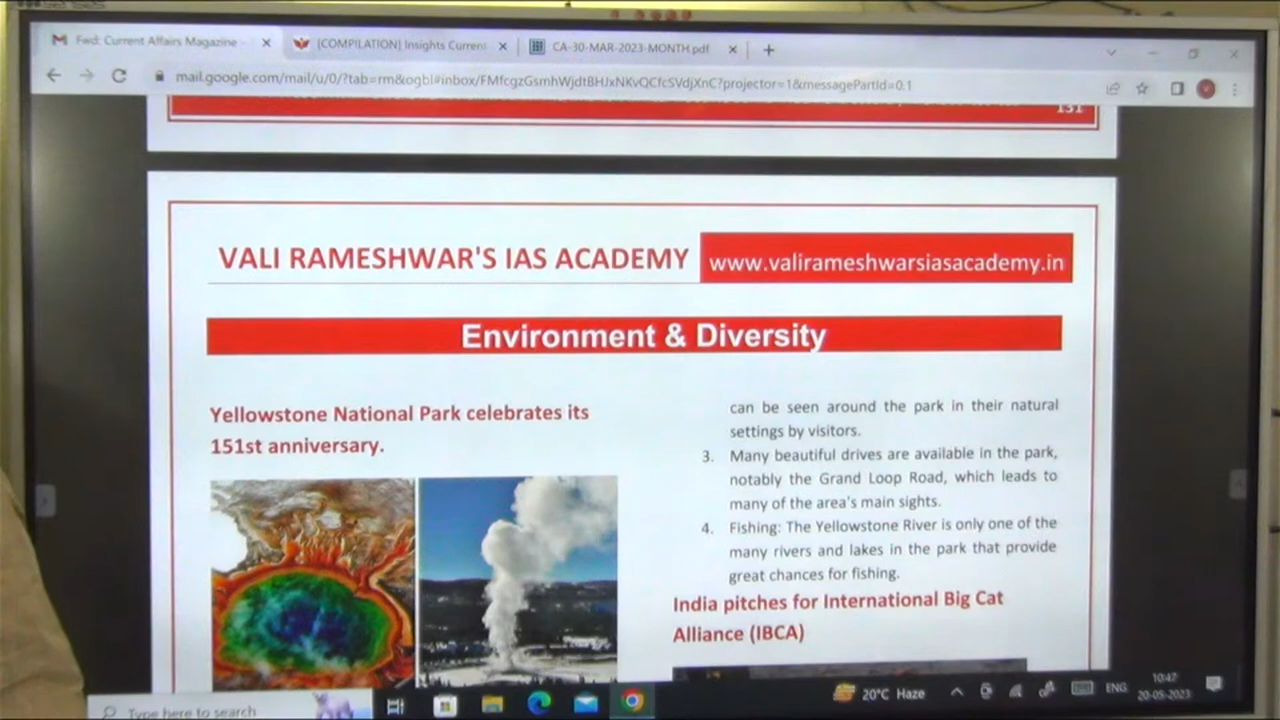 Fwd: Current Affairs Magazine -
[COMPILATION] Insights Current
CA-30-MAR-2023-MONTH.pdf
mail.google.com/mail/u/0/?tab=rm&ogbl#inbox/FMfcgzGsmhWjdtBHJxNKvQCfcSVdjXnC?projector=1&messagePartId=0.1
151
VALI RAMESHWAR'S IAS ACADEMY
www.valirameshwarsiasacademy.in
Environment & Diversity
Yellowstone National Park celebrates its
151st anniversary.
can be seen around the park in their natural
settings by visitors.
3. Many beautiful drives are available in the park,
notably the Grand Loop Road, which leads to
many of the area's main sights.
4. Fishing: The Yellowstone River is only one of the
many rivers and lakes in the park that provide
great chances for fishing.
India pitches for International Big Cat
Alliance (IBCA)
Type here to search
20°C Haze
ENG
10:47
20-05-2023